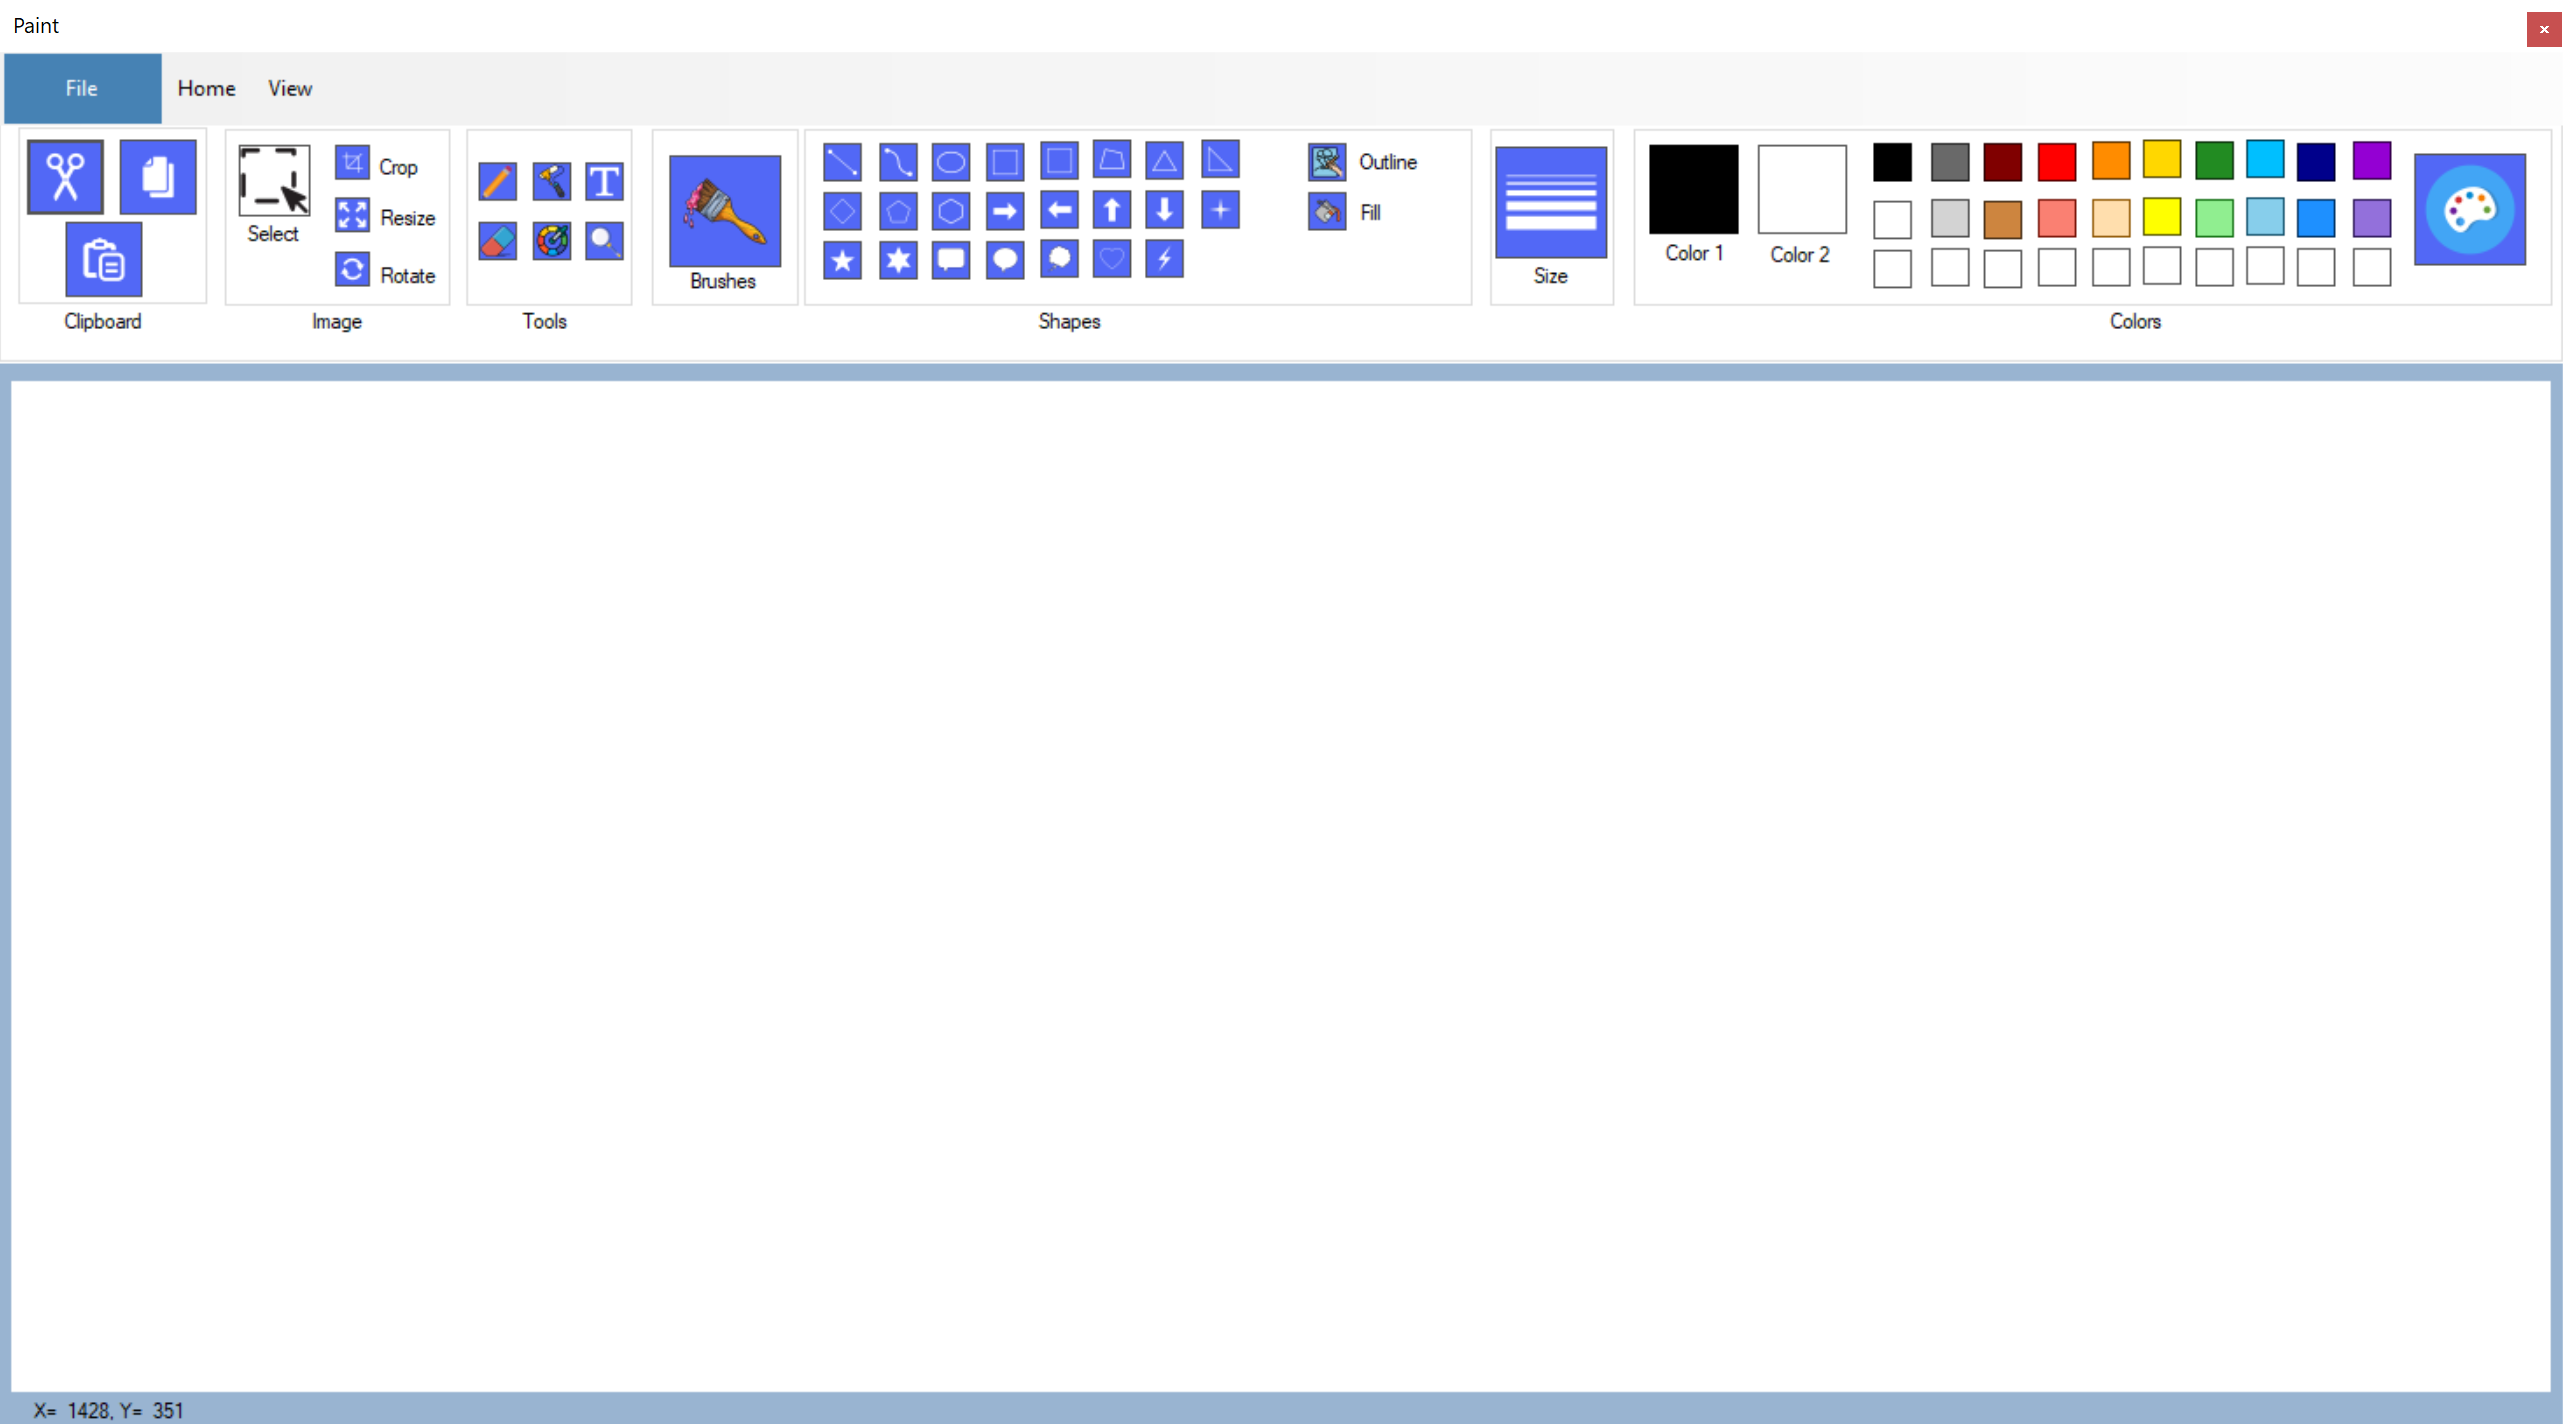 Paint
File Home View
Crop
Outline
T
Fill
Resize
Select
Color 1 Color 2
Rotate
Brushes
Size
Clipboard Image Tools Shapes Colors
X= 1428, Y= 351